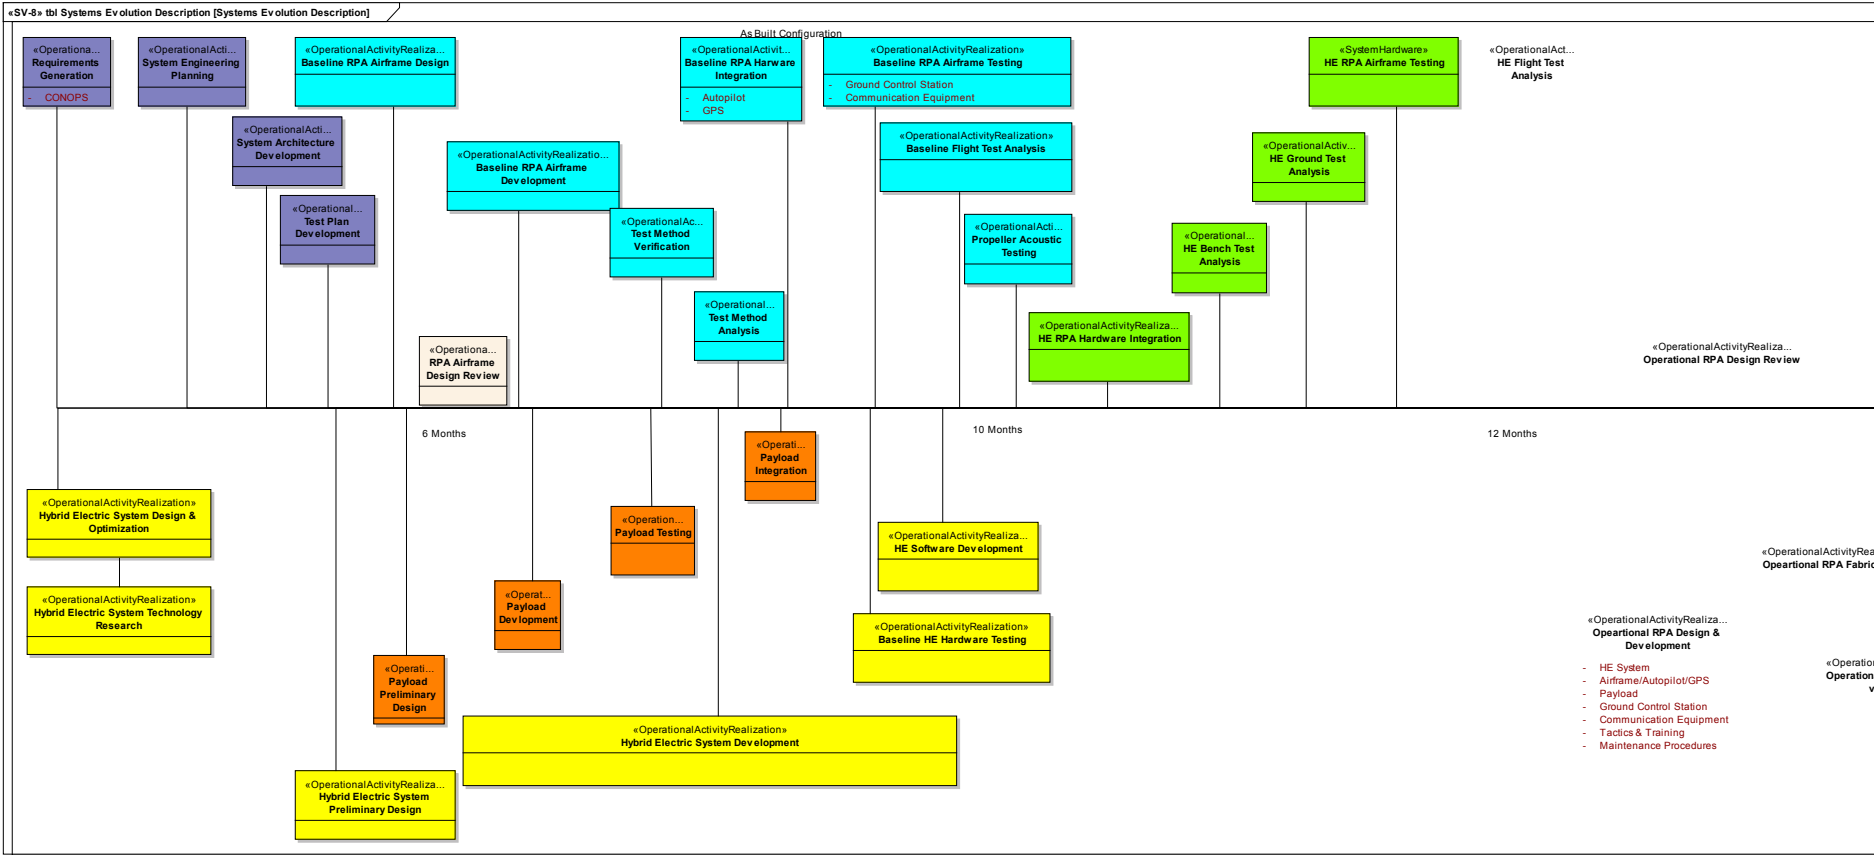 «SV-8» tbl Systems Evolution Description [Systems Evolution Description]
As Built Configuration
«Operationa...
Requirements
Generation
- CONOPS
«OperationalActi...
System Engineering
Planning
«OperationalActivityRealiza...
Baseline RPA Airframe Design
«OperationalActivit...
Baseline RPA Harware
Integration
- Autopilot
- GPS
«OperationalActivityRealization»
Baseline RPA Airframe Testing
- Ground Control Station
- Communication Equipment
«SystemHardware»
HE RPA Airframe Testing
«OperationalAct...
HE Flight Test
Analysis
«OperationalActi...
System Architecture
Development
«OperationalActivityRealizatio...
Baseline RPA Airframe
Development
«OperationalActivityRealization»
Baseline Flight Test Analysis
«OperationalActiv...
HE Ground Test
Analysis
«Operational...
Test Plan
Development
«OperationalAc...
Test Method
Verification
«OperationalActi...
Propeller Acoustic
Testing
«Operational...
HE Bench Test
Analysis
«Operational...
Test Method
Analysis
«OperationalActivityRealiza...
HE RPA Hardware Integration
«Operationa...
RPA Airframe
Design Review
«OperationalActivityRealiza...
Operational RPA Design Review
6 Months
10 Months
12 Months
«Operati...
Payload
Integration
«OperationalActivityRealization»
Hybrid Electric System Design &
Optimization
«Operation...
Payload Testing
«OperationalActivityRealiza...
HE Software Development
«OperationalActivityRea
Opeartional RPA Fabric
«OperationalActivityRealization»
Hybrid Electric System Technology
Research
«Operat...
Payload
Devlopment
«OperationalActivityRealization»
Baseline HE Hardware Testing
«OperationalActivityRealiza...
Opeartional RPA Design &
Development
- HE System
- Airframe/Autopilot/GPS
- Payload
- Ground Control Station
- Communication Equipment
- Tactics & Training
- Maintenance Procedures
«Operation
Operationa
v
«Operati...
Payload
Preliminary
Design
«OperationalActivityRealization»
Hybrid Electric System Development
«OperationalActivityRealiza...
Hybrid Electric System
Preliminary Design